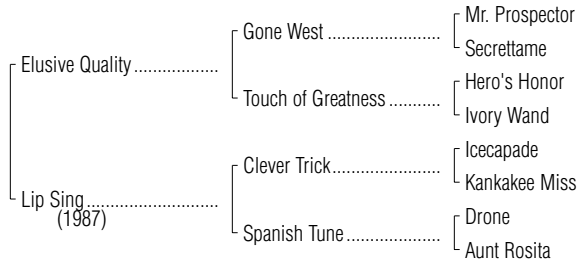 Mr. Prospector
Gone West
Secrettame
Elusive Quality
Hero's Honor
Touch of Greatness
Ivory Wand
Icecapade
Clever Trick
Kankakee Miss
Lip Sing
(1987)
Drone
Spanish Tune
Aunt Rosita